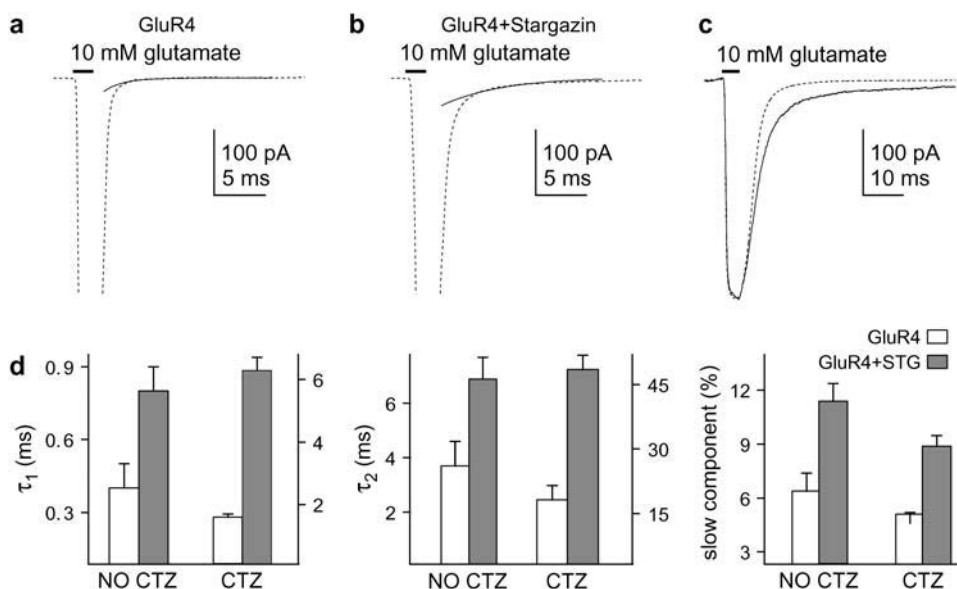 a
GluR4
10 mM glutamate
100 pA
5 ms
b
GluR4+Stargazin
10 mM glutamate
100 pA
5 ms
c
10 mM glutamate
100 pA
10 ms
d
τ1 (ms)
0.9
0.6
0.3
6
4
2
NO CTZ
CTZ
τ2 (ms)
6
4
2
45
30
15
NO CTZ
CTZ
GluR4
GluR4+STG
slow component (%)
12
9
6
3
NO CTZ
CTZ